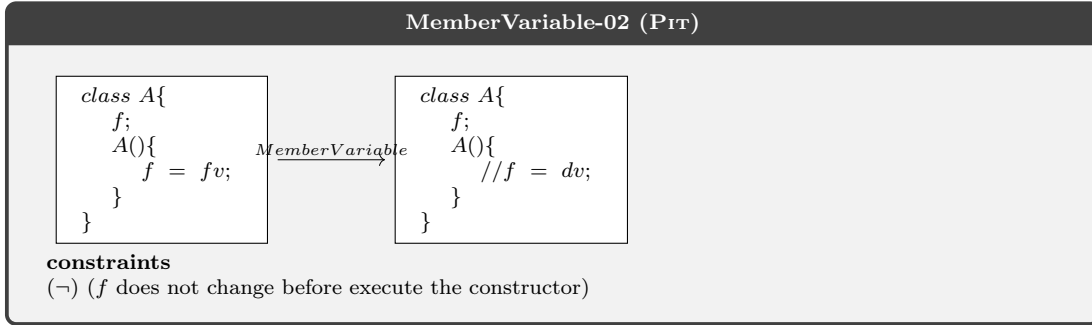 MemberVariable-02 (PIT)
class A{
f;
A(){
f = fv;
}
}
MemberVariable
class A{
f;
A(){
//f = dv;
}
}
constraints
(¬) (f does not change before execute the constructor)